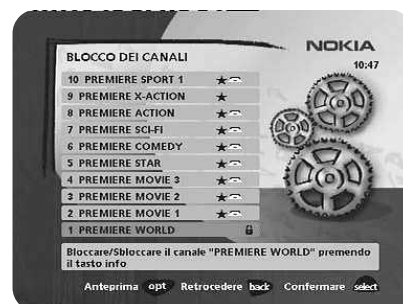 NOKIA
10:47
BLOCCO DEI CANALI
10 PREMIERE SPORT 1
9 PREMIERE X-ACTION
8 PREMIERE ACTION
7 PREMIERE SCI-FI
6 PREMIERE COMEDY
5 PREMIERE STAR
4 PREMIERE MOVIE 3
3 PREMIERE MOVIE 2
2 PREMIERE MOVIE 1
1 PREMIERE WORLD
Bloccare/Sbloccare il canale "PREMIERE WORLD" premendo
il tasto info
Anteprima opt Retrocedere back Confermare select